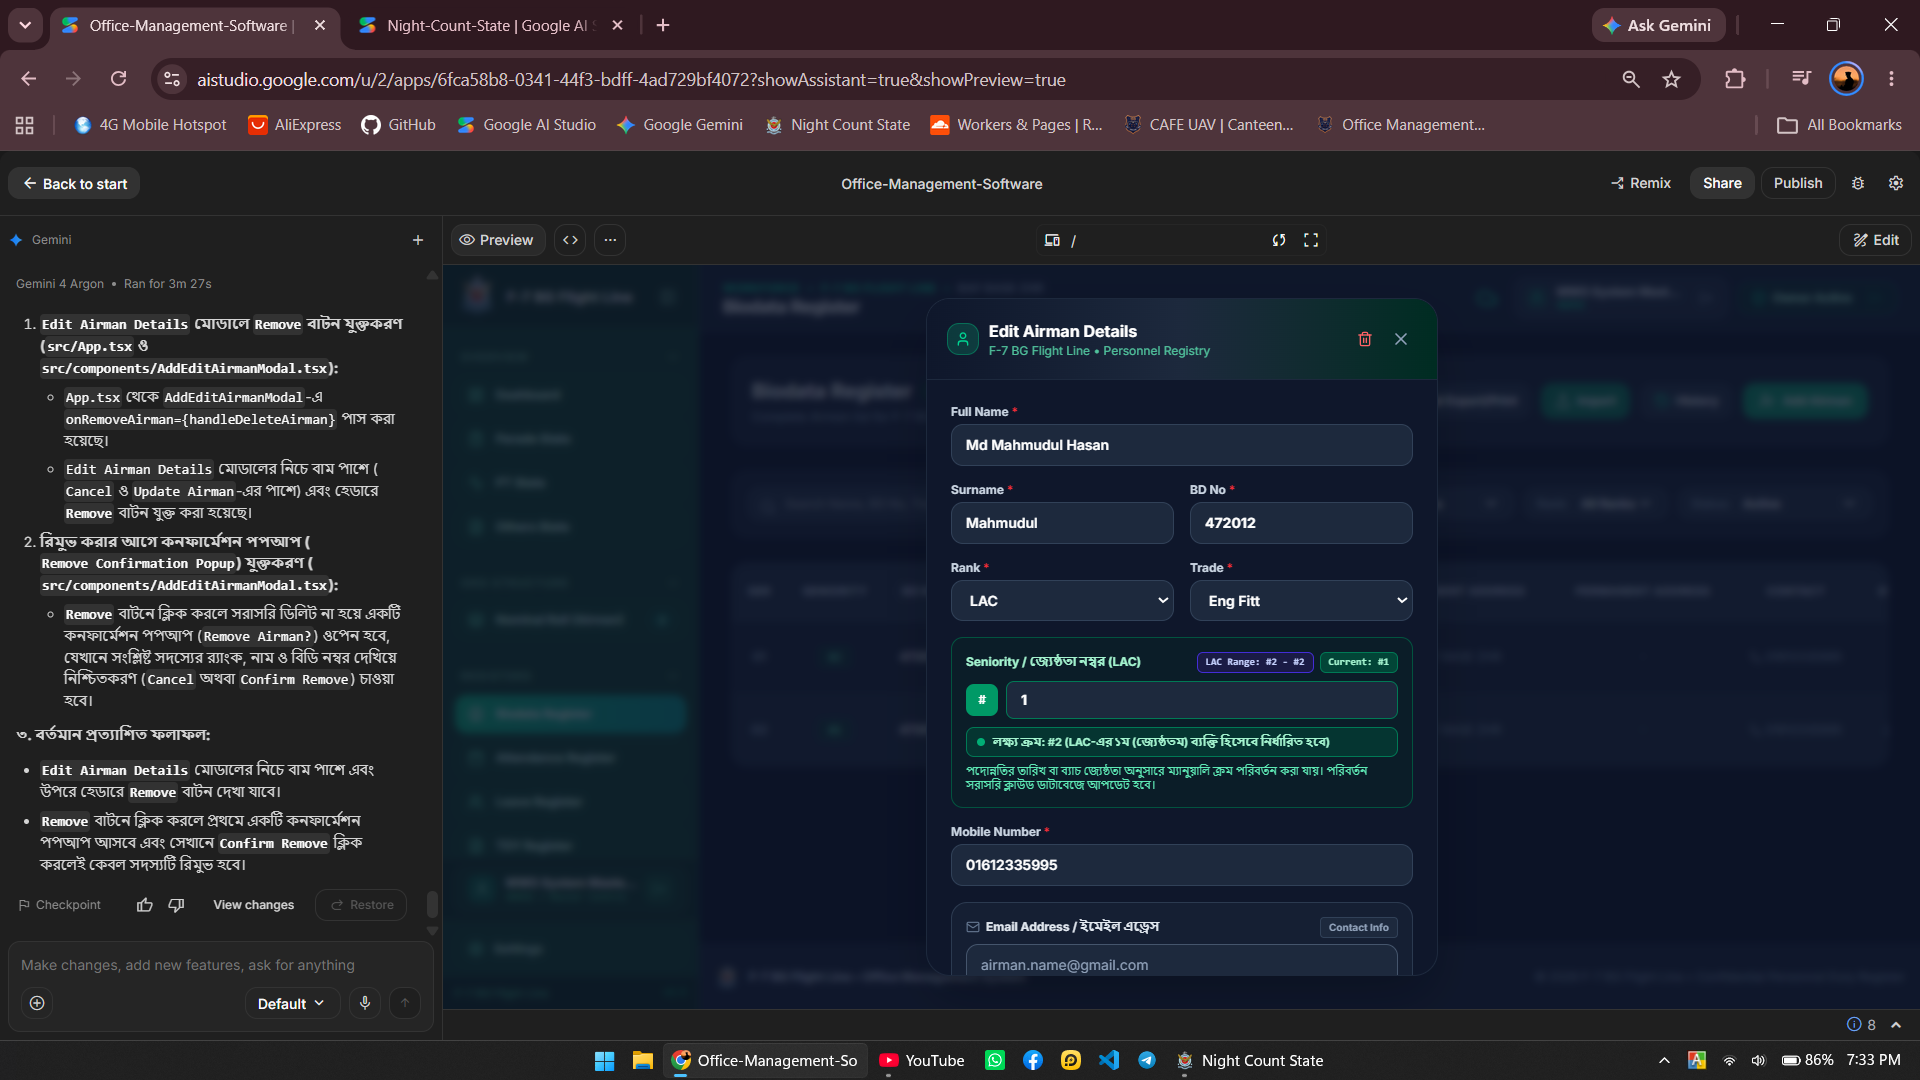 Office-Management-Software |
Night-Count-State | Google AI
Ask Gemini
aistudio.google.com/u/2/apps/6fca58b8-0341-44f3-bdff-4ad729bf4072?showAssistant=true&showPreview=true
4G Mobile Hotspot
AliExpress
GitHub
Google AI Studio
Google Gemini
Night Count State
Workers & Pages | R...
CAFE UAV | Canteen...
Office Management...
All Bookmarks
Back to start
Office-Management-Software
Remix
Share
Publish
Gemini
Preview
/
Edit
Gemini 4 Argon • Ran for 3m 27s
1. Edit Airman Details মোডালে Remove বাটন যুক্তকরণ
(src/App.tsx ও
src/components/AddEditAirmanModal.tsx):
App.tsx থেকে AddEditAirmanModal-এ
onRemoveAirman={handleDeleteAirman} পাস করা
হয়েছে।
Edit Airman Details মোডালের নিচে বাম পাশে (
Cancel ও Update Airman-এর পাশে) এবং হেডারে
Remove বাটন যুক্ত করা হয়েছে।
2. রিমুভ করার আগে কনফার্মেশন পপআপ (
Remove Confirmation Popup) যুক্তকরণ (
src/components/AddEditAirmanModal.tsx):
Remove বাটনে ক্লিক করলে সরাসরি ডিলিট না হয়ে একটি
কনফার্মেশন পপআপ (Remove Airman?) ওপেন হবে,
যেখানে সংশ্লিষ্ট সদস্যের র‍্যাংক, নাম ও বিডি নম্বর দেখিয়ে
নিশ্চিতকরণ (Cancel অথবা Confirm Remove) চাওয়া
হবে।
৩. বর্তমান প্রত্যাশিত ফলাফল:
Edit Airman Details মোডালের নিচে বাম পাশে এবং
উপরে হেডারে Remove বাটন দেখা যাবে।
Remove বাটনে ক্লিক করলে প্রথমে একটি কনফার্মেশন
পপআপ আসবে এবং সেখানে Confirm Remove ক্লিক
করলেই কেবল সদস্যটি রিমুভ হবে।
Checkpoint
View changes
Restore
Make changes, add new features, ask for anything
Default
Edit Airman Details
F-7 BG Flight Line • Personnel Registry
Full Name *
Md Mahmudul Hasan
Surname *
BD No *
Mahmudul
472012
Rank *
Trade *
LAC
Eng Fitt
Seniority / জ্যেষ্ঠতা নম্বর (LAC)
LAC Range: #2 - #2
Current: #1
#
1
লক্ষ্য ক্রম: #2 (LAC-এর ১ম (জ্যেষ্ঠতম) ব্যক্তি হিসেবে নির্ধারিত হবে)
পদোন্নতির তারিখ বা ব্যাচ জ্যেষ্ঠতা অনুসারে ম্যানুয়ালি ক্রম পরিবর্তন করা যায়। পরিবর্তন
সরাসরি ক্লাউড ডাটাবেজে আপডেট হবে।
Mobile Number *
01612335995
Email Address / ইমেইল এড্রেস
Contact Info
airman.name@gmail.com
8
Office-Management-So
YouTube
Night Count State
86%
7:33 PM